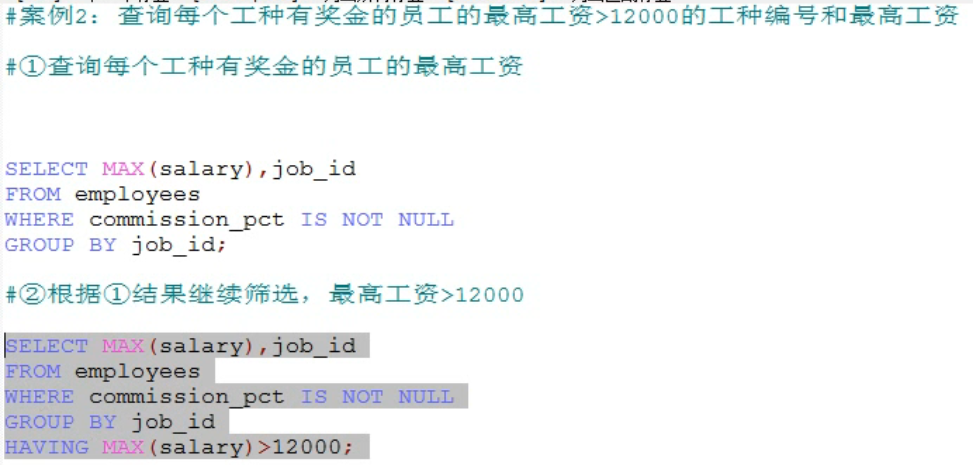 #案例2：查询每个工种有奖金的员工的最高工资>12000的工种编号和最高工资
#①查询每个工种有奖金的员工的最高工资
SELECT MAX(salary),job_id
FROM employees
WHERE commission_pct IS NOT NULL
GROUP BY job_id;
#②根据①结果继续筛选，最高工资>12000
SELECT MAX(salary),job_id
FROM employees
WHERE commission_pct IS NOT NULL
GROUP BY job_id
HAVING MAX(salary)>12000;